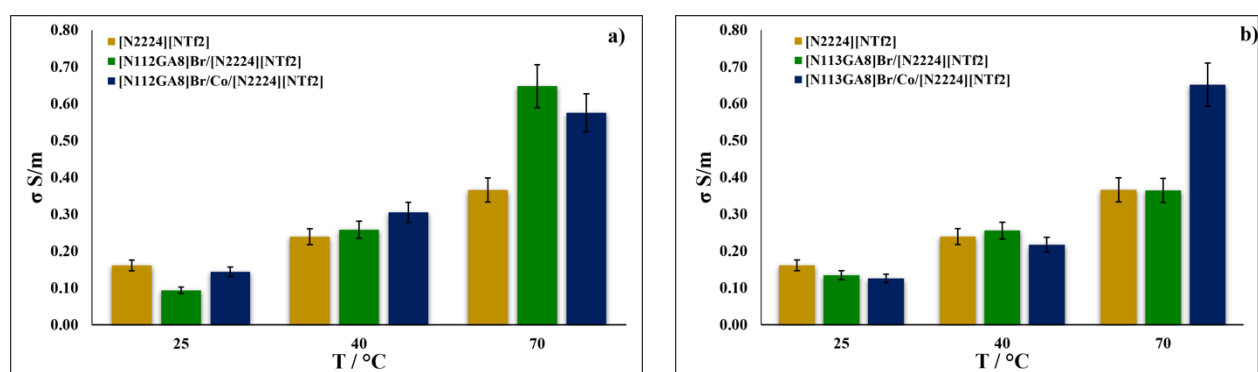 0.80
0.70
0.60
0.50
0.40
0.30
0.20
0.10
0.00
σ S/m
[N2224][NTf2]
[N112GA8]Br/[N2224][NTf2]
[N112GA8]Br/Co/[N2224][NTf2]
a)
25
40
70
T / °C
0.80
0.70
0.60
0.50
0.40
0.30
0.20
0.10
0.00
σ S/m
[N2224][NTf2]
[N113GA8]Br/[N2224][NTf2]
[N113GA8]Br/Co/[N2224][NTf2]
b)
25
40
70
T / °C